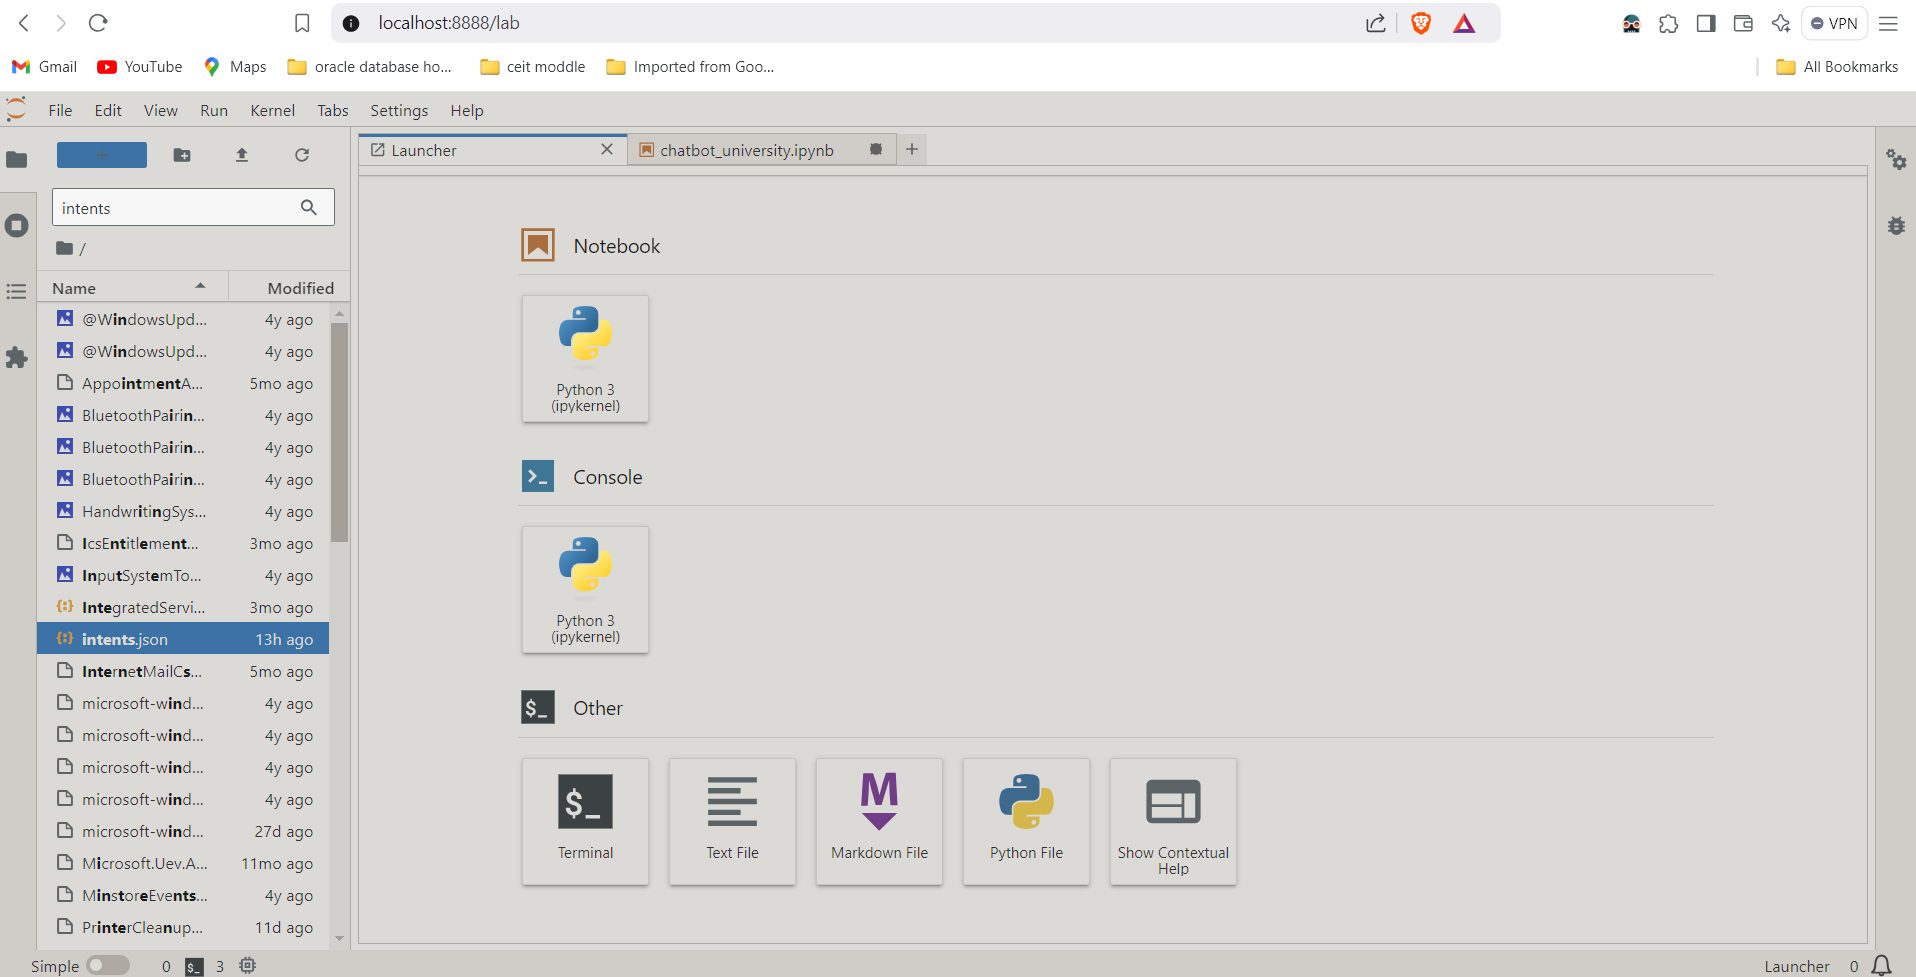 localhost:8888/lab
VPN
Gmail
YouTube
Maps
oracle database ho...
ceit moddle
Imported from Goo...
All Bookmarks
File Edit View Run Kernel Tabs Settings Help
+
Launcher
chatbot_university.ipynb
intents
/
Name Modified
@WindowsUpd... 4y ago
@WindowsUpd... 4y ago
AppointmentA... 5mo ago
BluetoothPairin... 4y ago
BluetoothPairin... 4y ago
BluetoothPairin... 4y ago
HandwritingSys... 4y ago
IcsEntitlement... 3mo ago
InputSystemTo... 4y ago
IntegratedServi... 3mo ago
intents.json 13h ago
InternetMailCs... 5mo ago
microsoft-wind... 4y ago
microsoft-wind... 4y ago
microsoft-wind... 4y ago
microsoft-wind... 4y ago
microsoft-wind... 27d ago
Microsoft.Uev.A... 11mo ago
MinstoreEvents... 4y ago
PrinterCleanup... 11d ago
Notebook
Python 3
(ipykernel)
Console
Python 3
(ipykernel)
$_ Other
$_
Terminal
Text File
M
Markdown File
Python File
Show Contextual
Help
Simple 0 $_ 3
Launcher 0